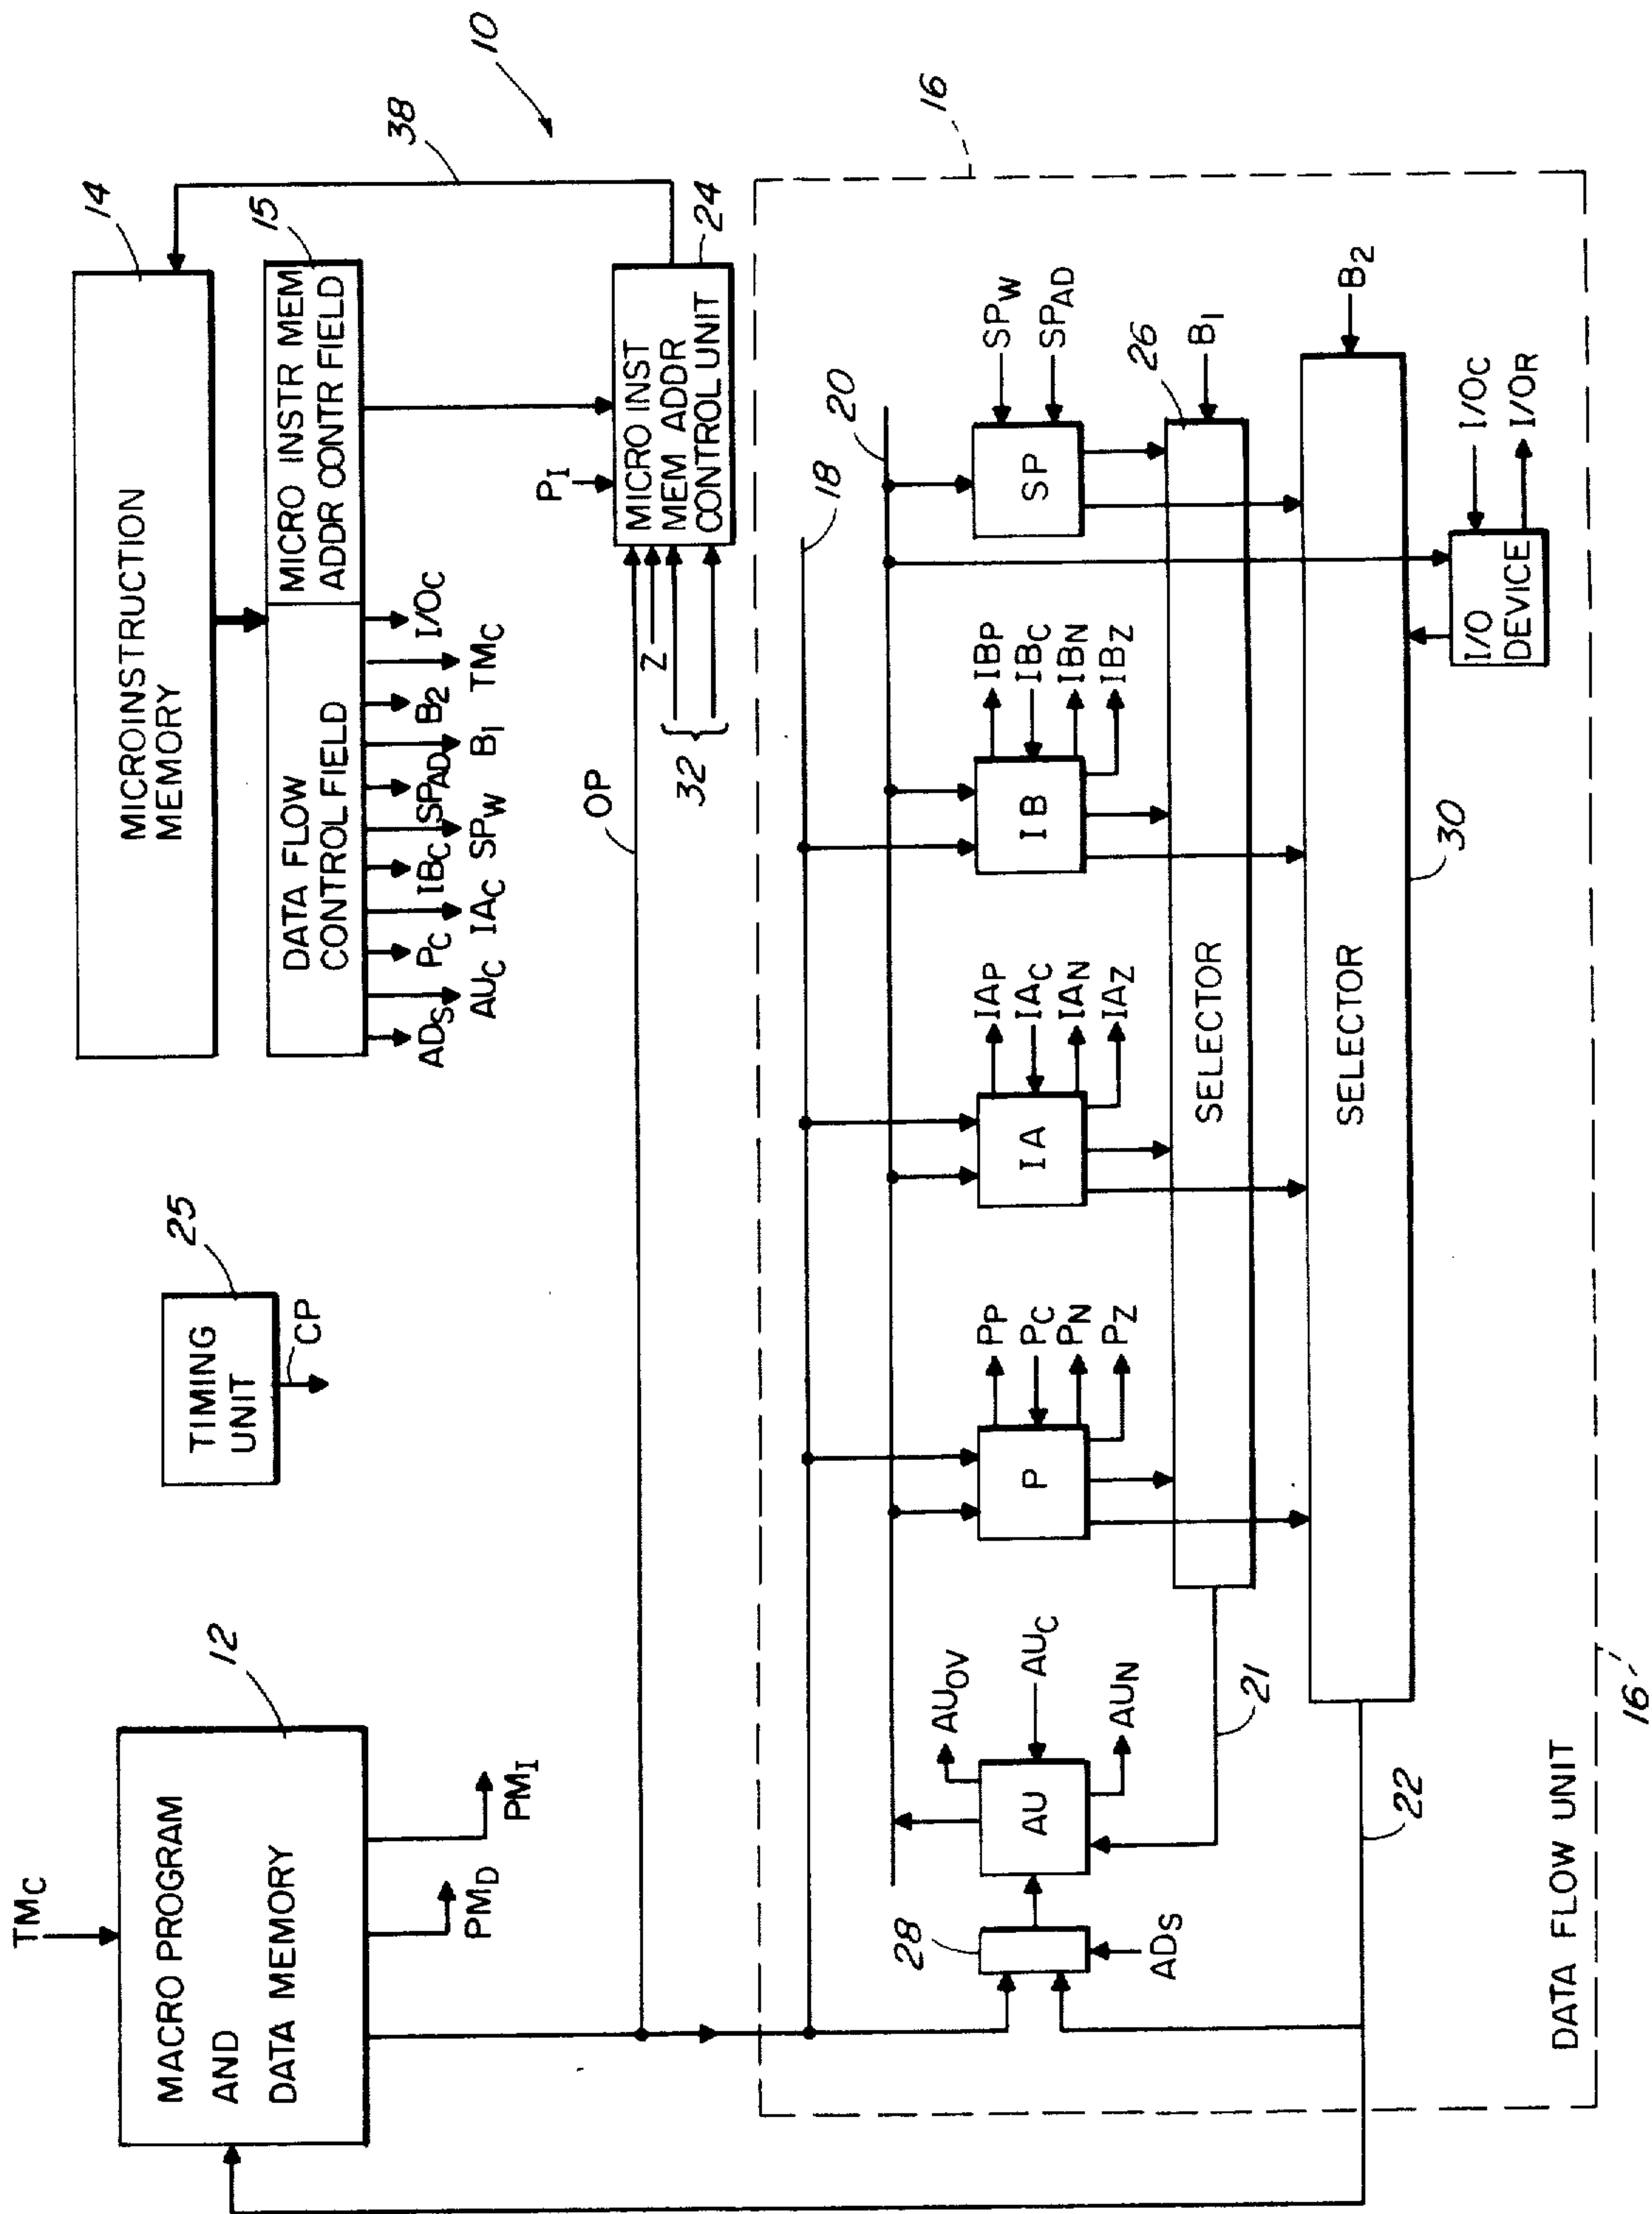 10
14
MICROINSTRUCTION
MEMORY
15
DATA FLOW
CONTROL FIELD
MICRO INSTR MEM
ADDR CONTR FIELD
ADS
AUC
PC
IAC
IBC
SPW
SPAD
B1
B2
TMC
I/OC
38
25
TIMING
UNIT
CP
TMC
12
MACRO PROGRAM
AND
DATA MEMORY
PMD
PMI
OP
PI
Z
32
MICRO INST
MEM ADDR
CONTROL UNIT
24
16
18
20
28
ADS
AU
AUOV
AUC
AUN
P
PP
PC
PN
PZ
IA
IAP
IAC
IAN
IAZ
IB
IBP
IBC
IBN
IBZ
SP
SPW
SPAD
21
SELECTOR
26
B1
22
SELECTOR
B2
30
I/O
DEVICE
I/OC
I/OR
DATA FLOW UNIT
16